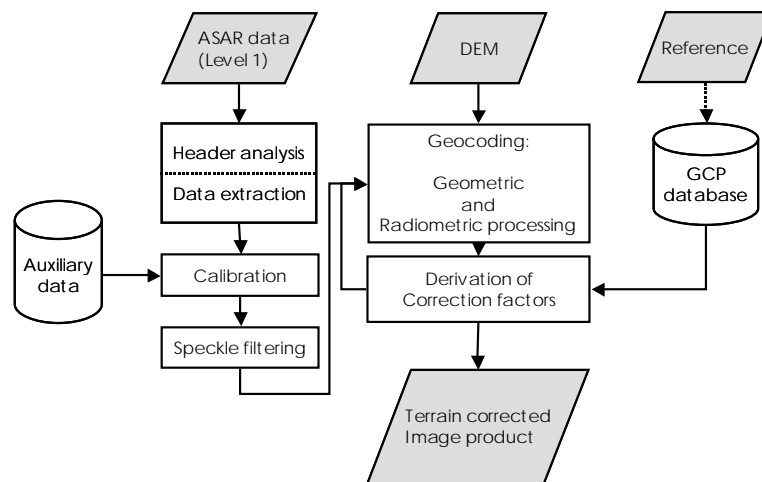 ASAR data
(Level 1)
DEM
Reference
Header analysis
Data extraction
Geocoding:
Geometric
and
Radiometric processing
GCP
database
Auxiliary
data
Calibration
Derivation of
Correction factors
Speckle filtering
Terrain corrected
Image product